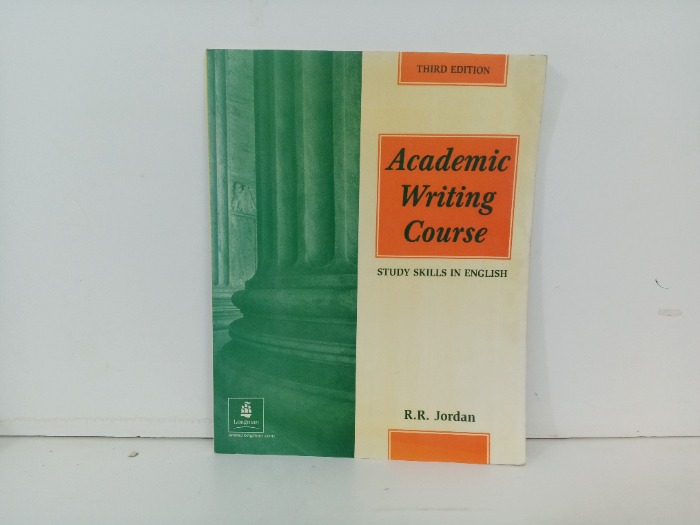 THIRD EDITION
Academic
Writing
Course
STUDY SKILLS IN ENGLISH
R.R. Jordan
Longman